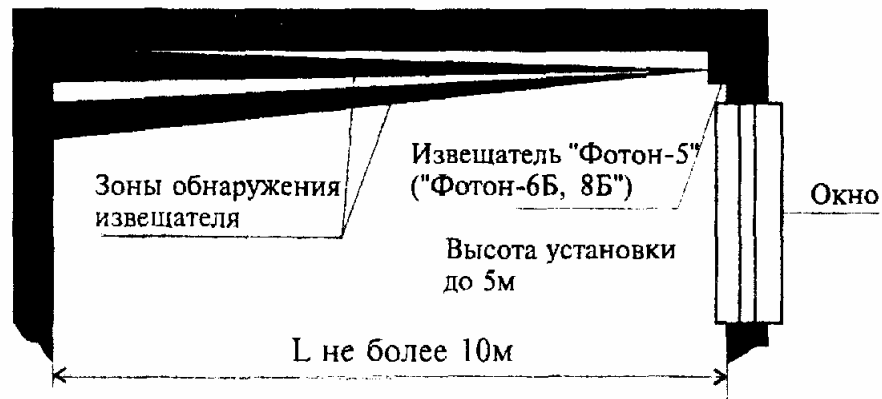 Извещатель "Фотон-5"
("Фотон-6Б, 8Б")
Зоны обнаружения
извещателя
Окно
Высота установки
до 5м
L не более 10м